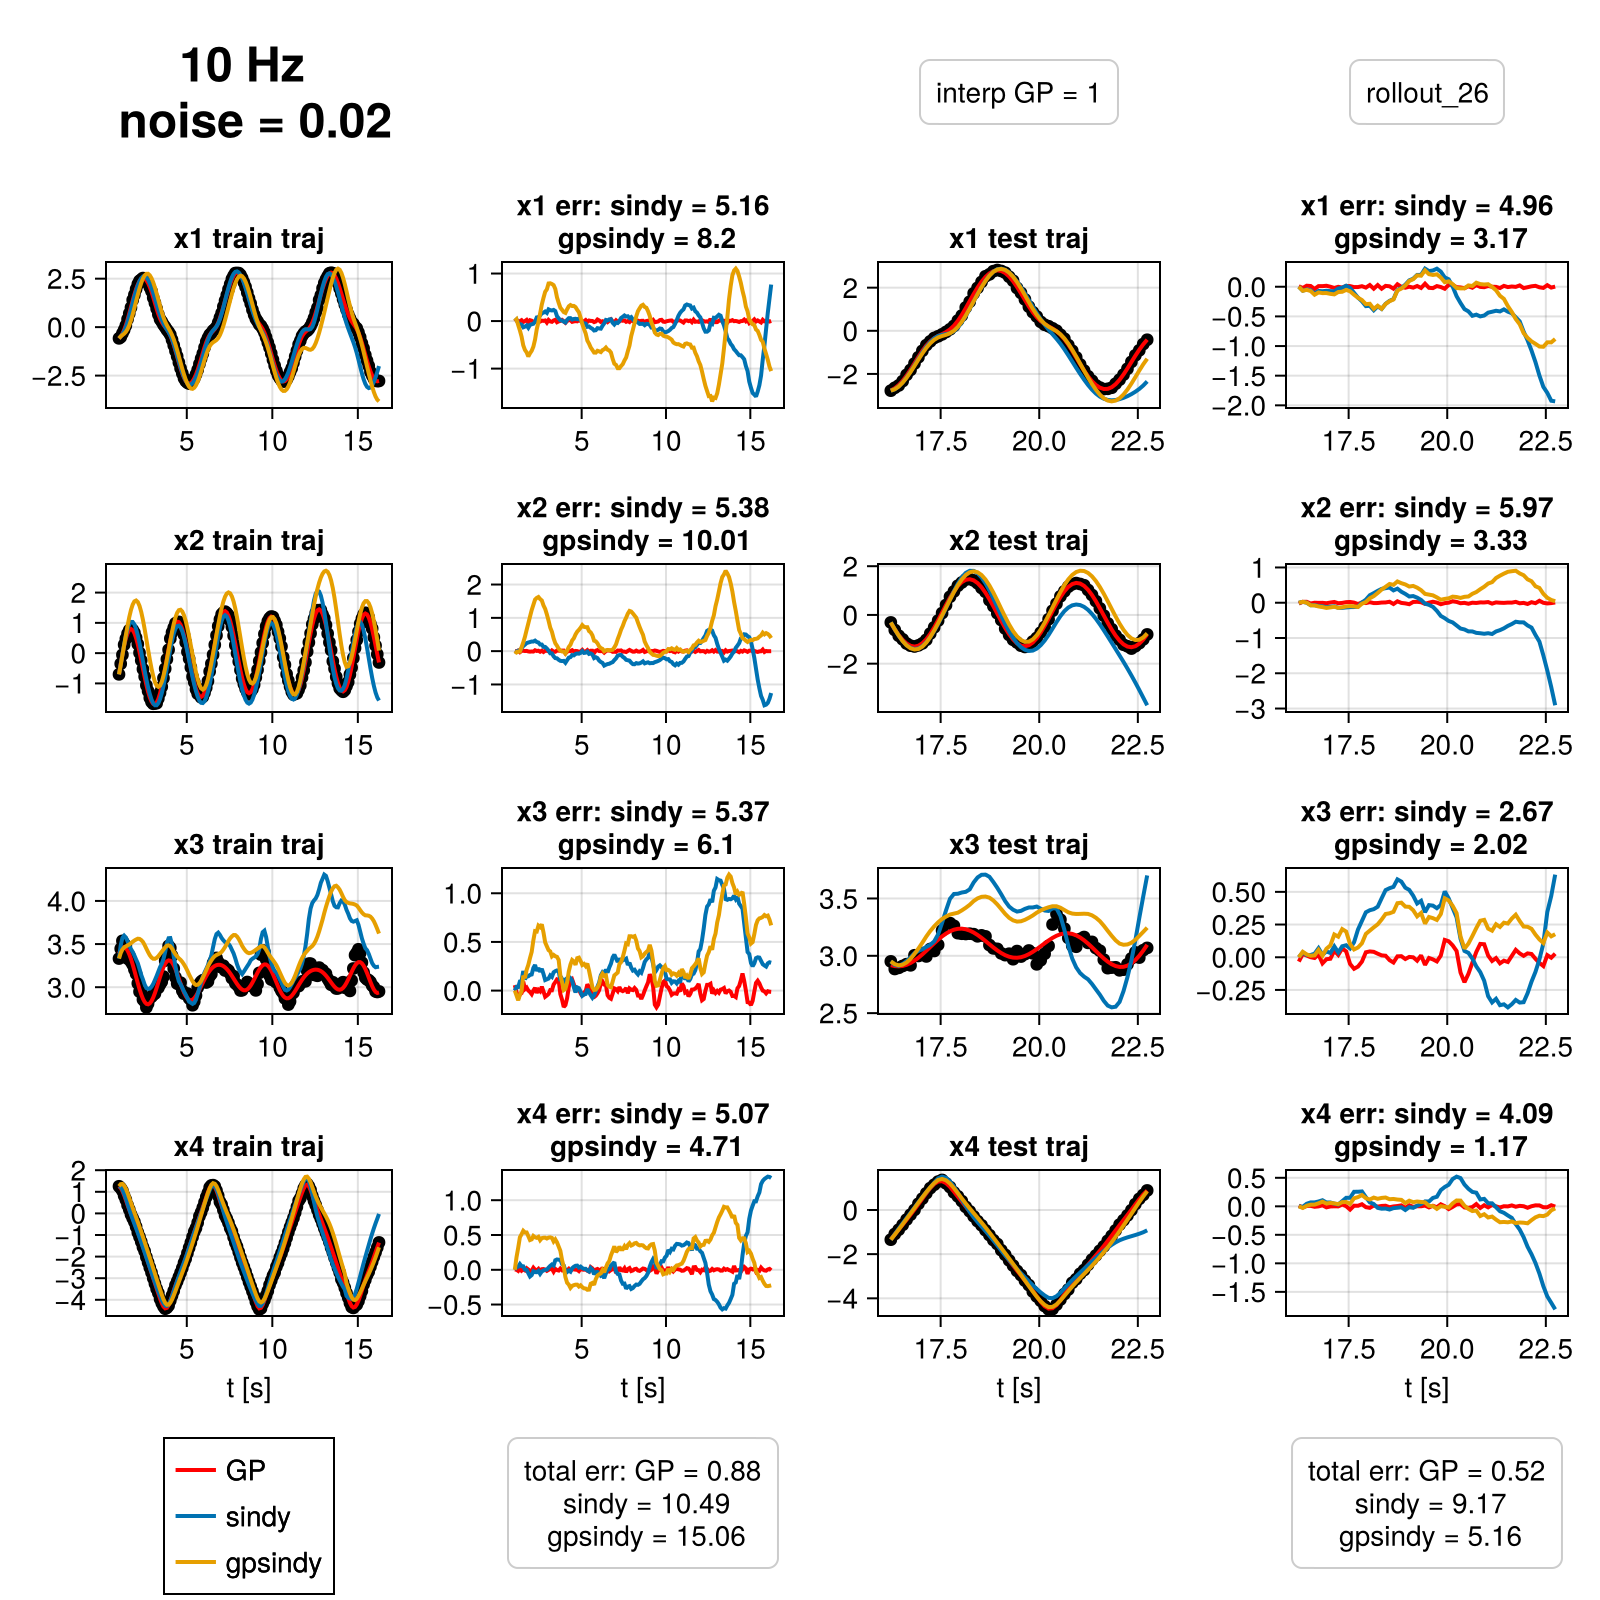 10 Hz
noise = 0.02
interp GP = 1
rollout_26
x1 train traj
2.5
0.0
−2.5
5
10
15
x1 err: sindy = 5.16
gpsindy = 8.2
1
0
−1
5
10
15
x1 test traj
2
0
−2
17.5
20.0
22.5
x1 err: sindy = 4.96
gpsindy = 3.17
0.0
−0.5
−1.0
−1.5
−2.0
17.5
20.0
22.5
x2 train traj
2
1
0
−1
5
10
15
x2 err: sindy = 5.38
gpsindy = 10.01
2
1
0
−1
5
10
15
x2 test traj
2
0
−2
17.5
20.0
22.5
x2 err: sindy = 5.97
gpsindy = 3.33
1
0
−1
−2
−3
17.5
20.0
22.5
x3 train traj
4.0
3.5
3.0
5
10
15
x3 err: sindy = 5.37
gpsindy = 6.1
1.0
0.5
0.0
5
10
15
x3 test traj
3.5
3.0
2.5
17.5
20.0
22.5
x3 err: sindy = 2.67
gpsindy = 2.02
0.50
0.25
0.00
−0.25
17.5
20.0
22.5
x4 train traj
2
1
0
−1
−2
−3
−4
5
10
15
t [s]
x4 err: sindy = 5.07
gpsindy = 4.71
1.0
0.5
0.0
−0.5
5
10
15
t [s]
x4 test traj
0
−2
−4
17.5
20.0
22.5
t [s]
x4 err: sindy = 4.09
gpsindy = 1.17
0.5
0.0
−0.5
−1.0
−1.5
17.5
20.0
22.5
t [s]
GP
sindy
gpsindy
total err: GP = 0.88
sindy = 10.49
gpsindy = 15.06
total err: GP = 0.52
sindy = 9.17
gpsindy = 5.16